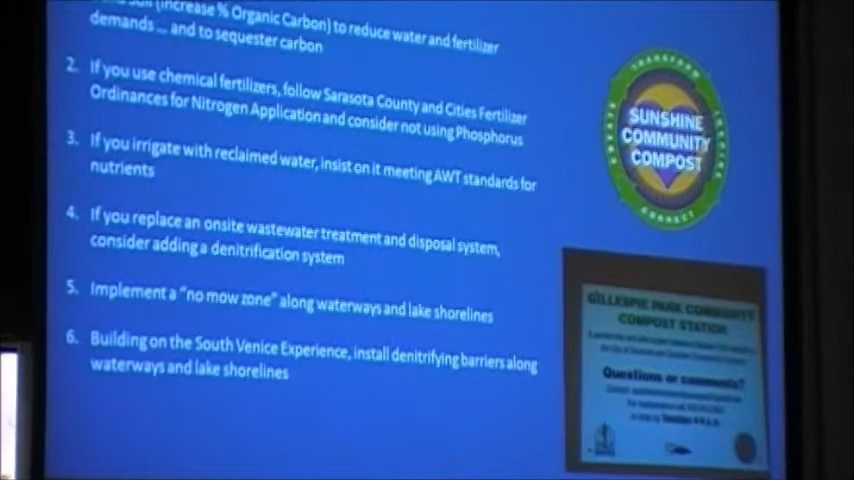 soil (increase % Organic Carbon) to reduce water and fertilizer
demands ... and to sequester carbon
2. If you use chemical fertilizers, follow Sarasota County and Cities Fertilizer
Ordinances for Nitrogen Application and consider not using Phosphorus
3. If you irrigate with reclaimed water, insist on it meeting AWT standards for
nutrients
4. If you replace an onsite wastewater treatment and disposal system,
consider adding a denitrification system
5. Implement a "no mow zone" along waterways and lake shorelines
6. Building on the South Venice Experience, install denitrifying barriers along
waterways and lake shorelines
TRANSFORM
SUNSHINE
COMMUNITY
COMPOST
CONNECT
GILLESPIE PARK COMMUNITY
COMPOST STATION
Questions or comments?